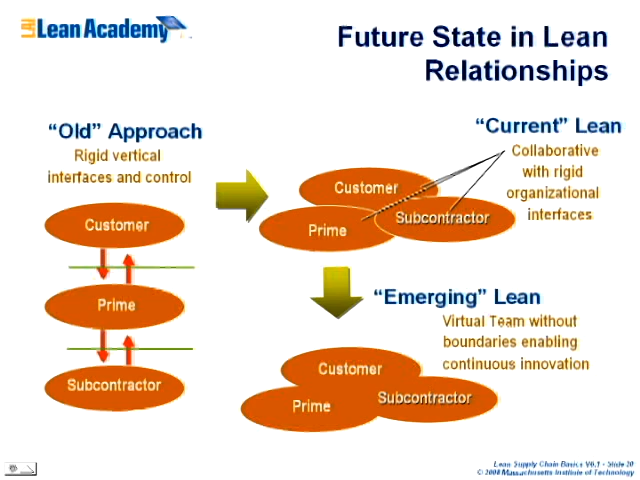 LAI Lean Academy
Future State in Lean
Relationships
“Old” Approach
Rigid vertical
interfaces and control
Customer
Prime
Subcontractor
“Current” Lean
Collaborative
with rigid
organizational
interfaces
Customer
Prime
Subcontractor
“Emerging” Lean
Virtual Team without
boundaries enabling
continuous innovation
Customer
Prime
Subcontractor
Lean Supply Chain Basics V6.1 - Slide 20
© 2008 Massachusetts Institute of Technology